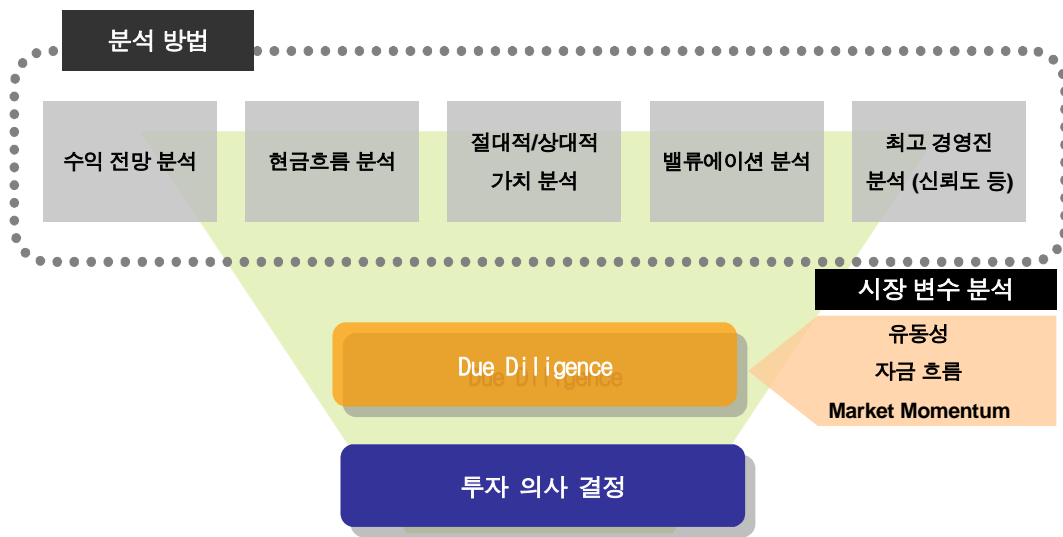 분석 방법
수익 전망 분석
현금흐름 분석
절대적/상대적
가치 분석
밸류에이션 분석
최고 경영진
분석 (신뢰도 등)
시장 변수 분석
유동성
자금 흐름
Market Momentum
Due Diligence
투자 의사 결정